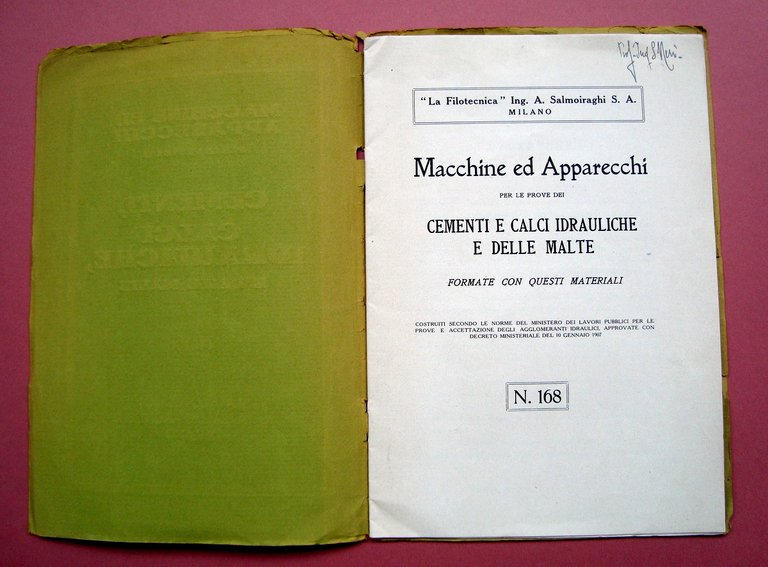 Prof. Ing.
"La Filotecnica" Ing. A. Salmoiraghi S. A.
MILANO
Macchine ed Apparecchi
PER LE PROVE DEI
CEMENTI E CALCI IDRAULICHE
E DELLE MALTE
FORMATE CON QUESTI MATERIALI
COSTRUITI SECONDO LE NORME DEL MINISTERO DEI LAVORI PUBBLICI PER LE
PROVE E ACCETTAZIONE DEGLI AGGLOMERANTI IDRAULICI, APPROVATE CON
DECRETO MINISTERIALE DEL 10 GENNAIO 1907
N. 168